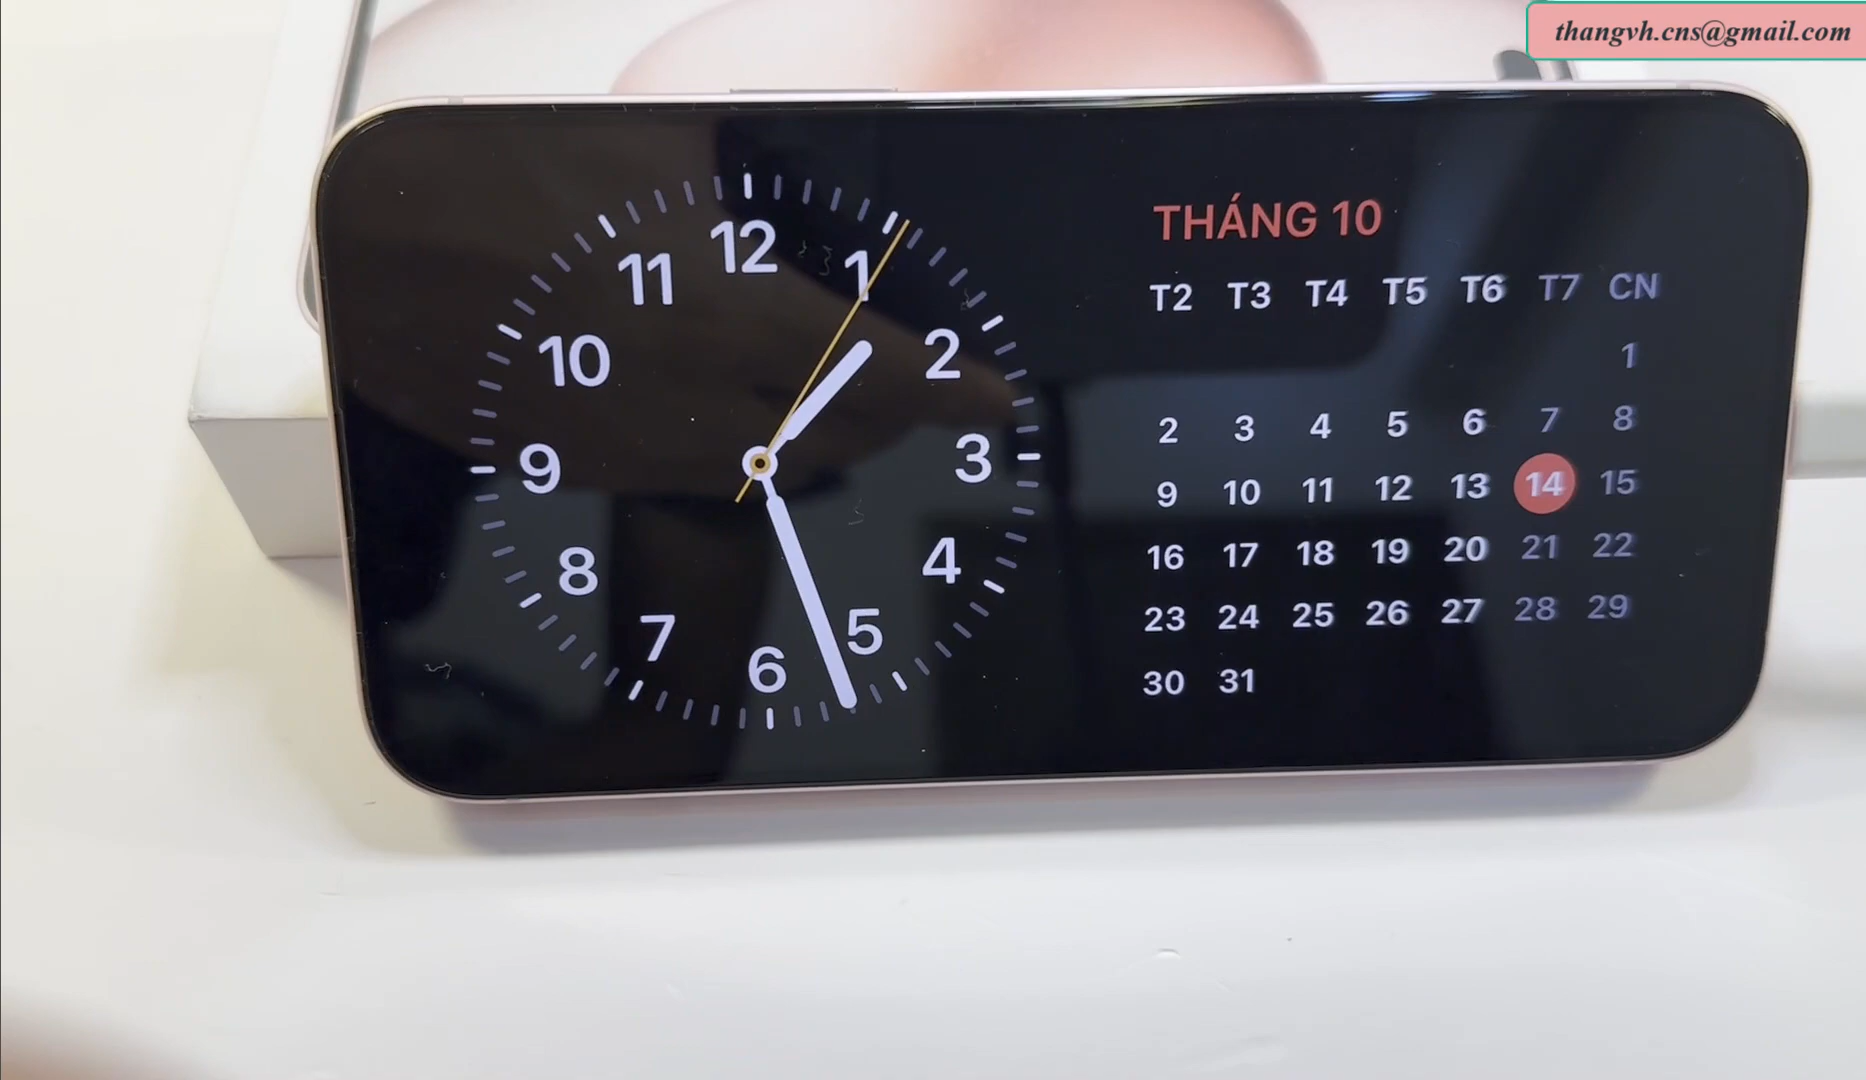 thangvh.cns@gmail.com
12
11
1
10
2
9
3
8
4
7
5
6
THÁNG 10
T2 T3 T4 T5 T6 T7 CN
1
2 3 4 5 6 7 8
9 10 11 12 13 14 15
16 17 18 19 20 21 22
23 24 25 26 27 28 29
30 31